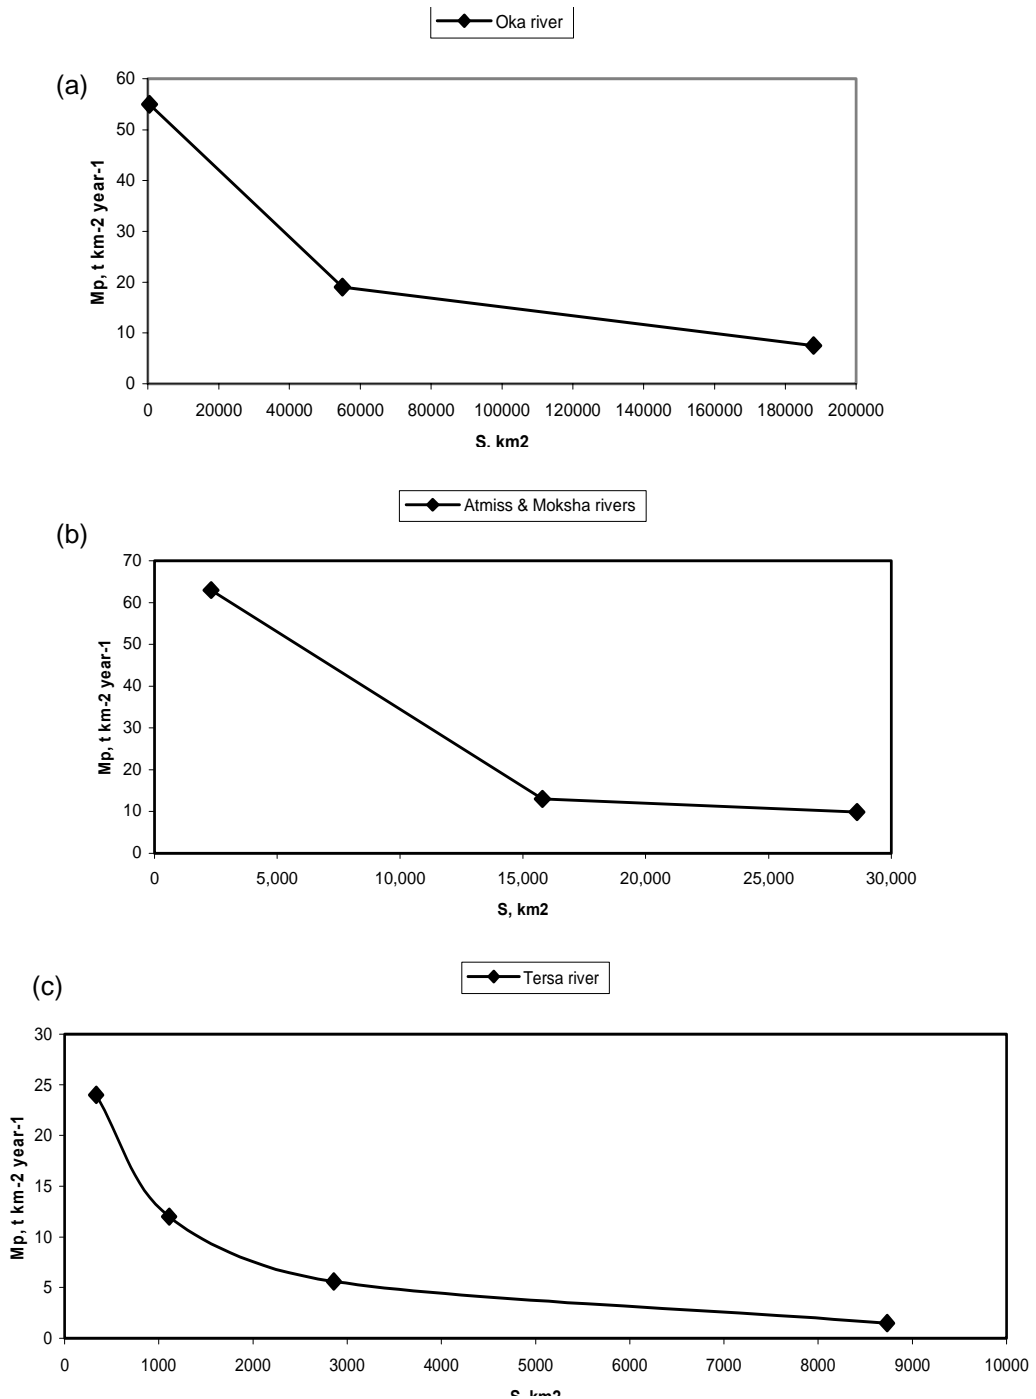 Oka river
(a)
60
50
40
30
20
10
0
Mp, t km-2 year-1
0 20000 40000 60000 80000 100000 120000 140000 160000 180000 200000
S, km2
Atmiss & Moksha rivers
(b)
70
60
50
40
30
20
10
0
Mp, t km-2 year-1
0 5,000 10,000 15,000 20,000 25,000 30,000
S, km2
Tersa river
(c)
30
25
20
15
10
5
0
Mp, t km-2 year-1
0 1000 2000 3000 4000 5000 6000 7000 8000 9000 10000
S, km2